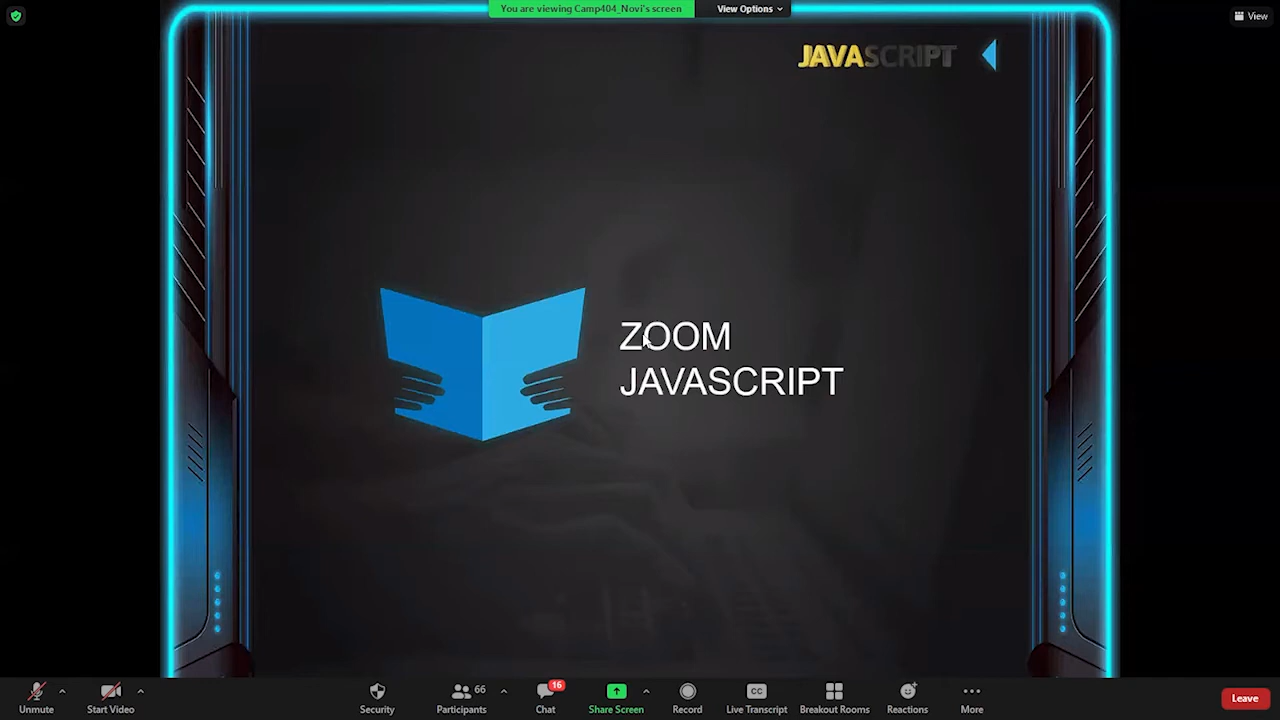 You are viewing Camp404_Novi's screen
View Options
View
JAVASCRIPT
ZOOM
JAVASCRIPT
Unmute
Start Video
Security
66
Participants
16
Chat
Share Screen
Record
CC
Live Transcript
Breakout Rooms
Reactions
More
Leave